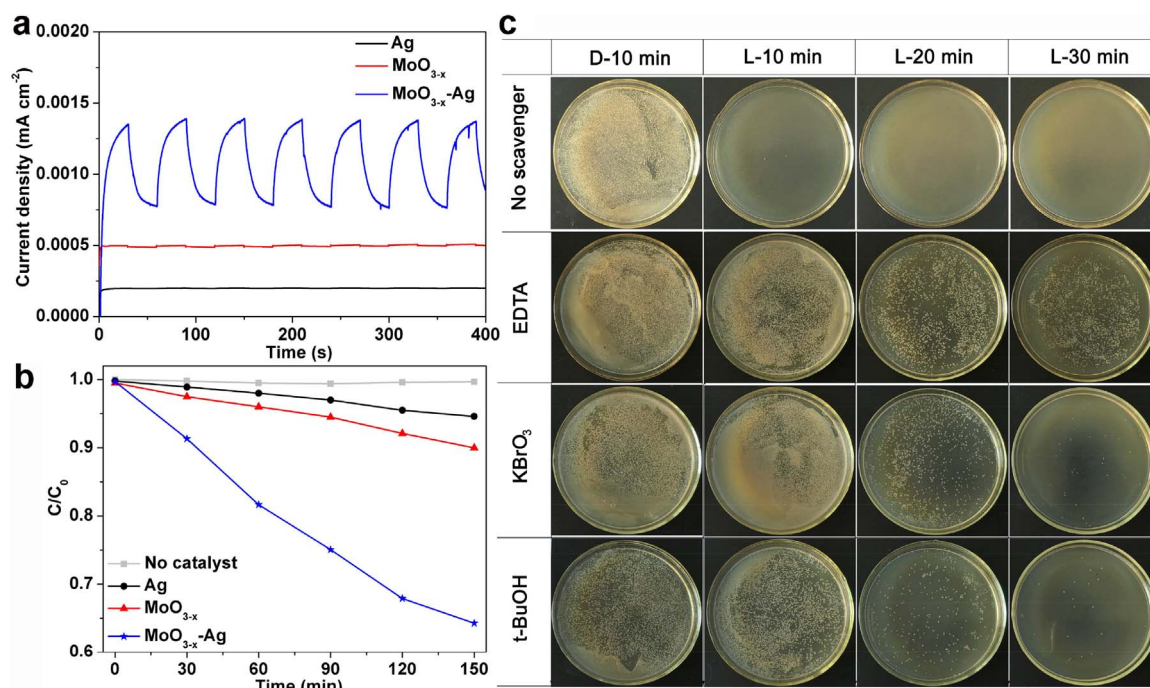 a
0.0020
0.0015
0.0010
0.0005
0.0000
Current density (mA cm⁻²)
Ag
MoO₃₋ₓ
MoO₃₋ₓ-Ag
0 100 200 300 400
Time (s)
b
1.0
0.9
0.8
0.7
0.6
C/C₀
No catalyst
Ag
MoO₃₋ₓ
MoO₃₋ₓ-Ag
0 30 60 90 120 150
Time (min)
c
D-10 min L-10 min L-20 min L-30 min
No scavenger
EDTA
KBrO₃
t-BuOH